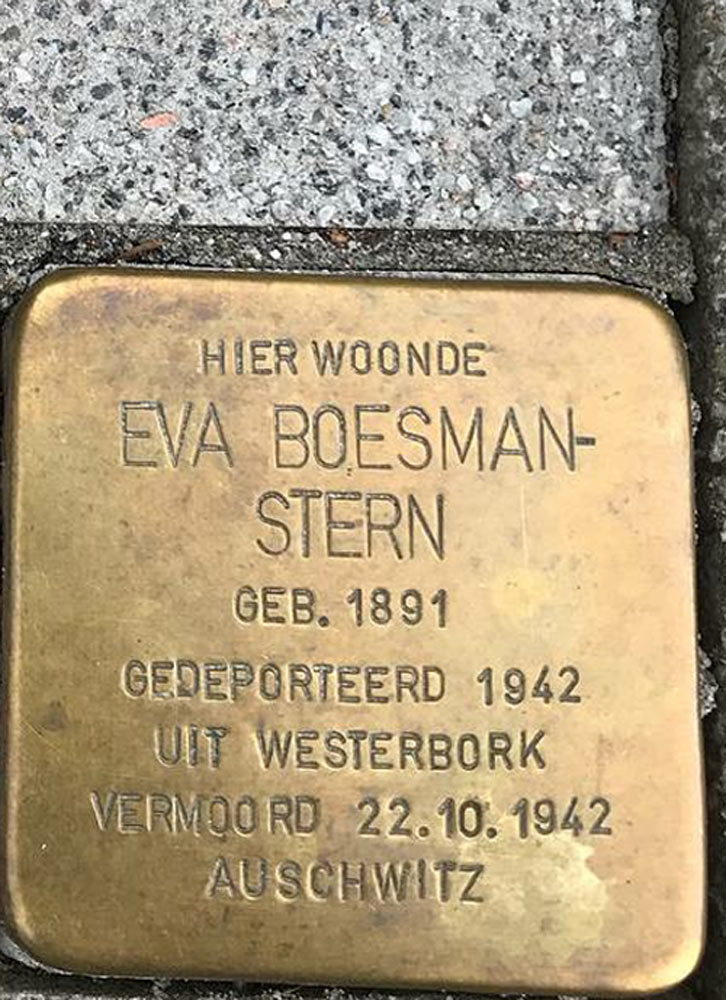 HIER WOONDE
EVA BOESMAN-
STERN
GEB. 1891
GEDEPORTEERD 1942
UIT WESTERBORK
VERMOORD 22.10.1942
AUSCHWITZ